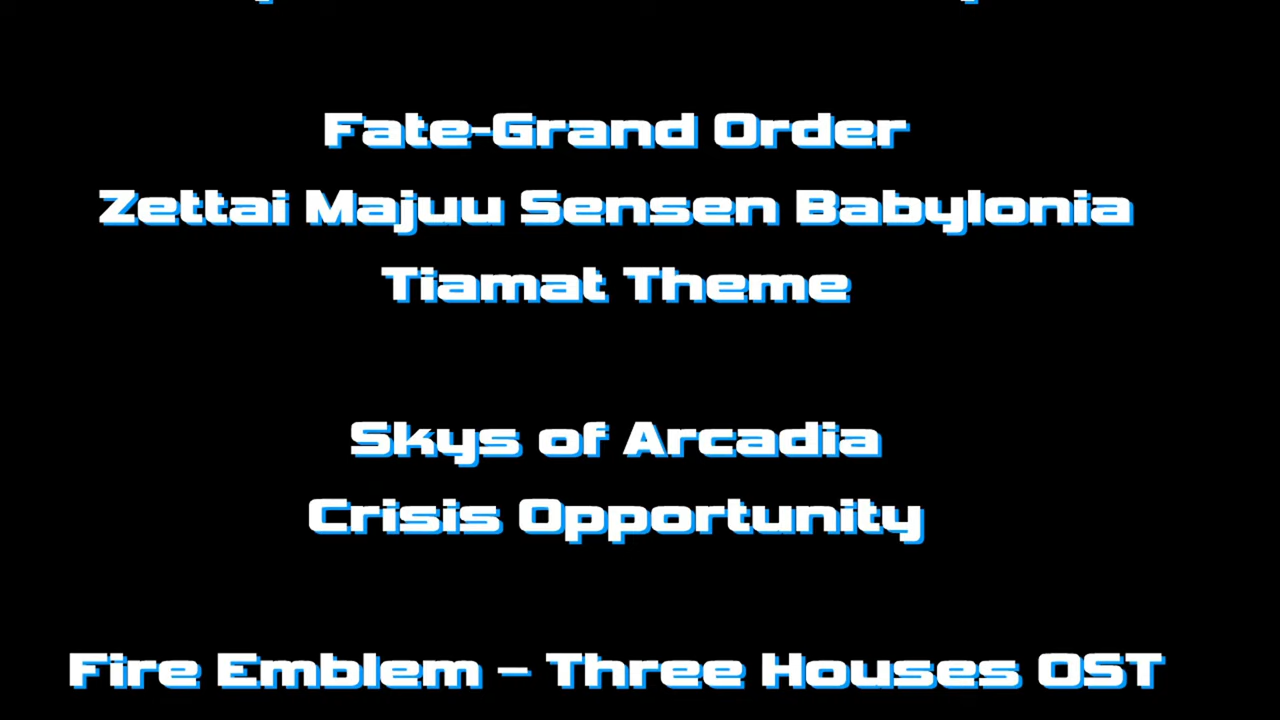 Fate-Grand Order
Zettai Majuu Sensen Babylonia
Tiamat Theme
Skys of Arcadia
Crisis Opportunity
Fire Emblem – Three Houses OST